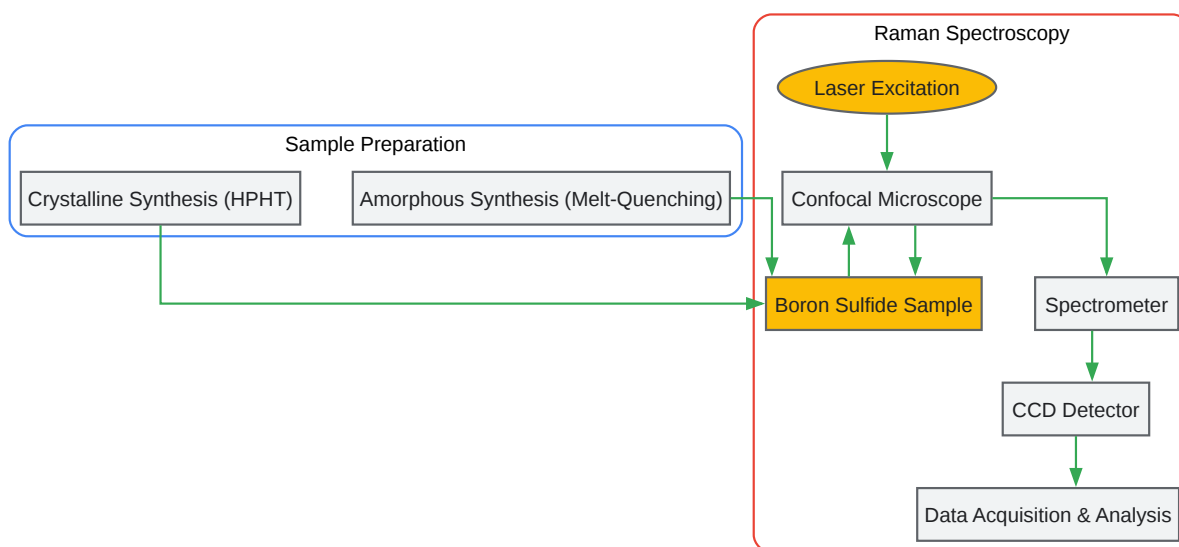 Raman Spectroscopy
Laser Excitation
Sample Preparation
Crystalline Synthesis (HPHT)
Amorphous Synthesis (Melt-Quenching)
Confocal Microscope
Boron Sulfide Sample
Spectrometer
CCD Detector
Data Acquisition & Analysis